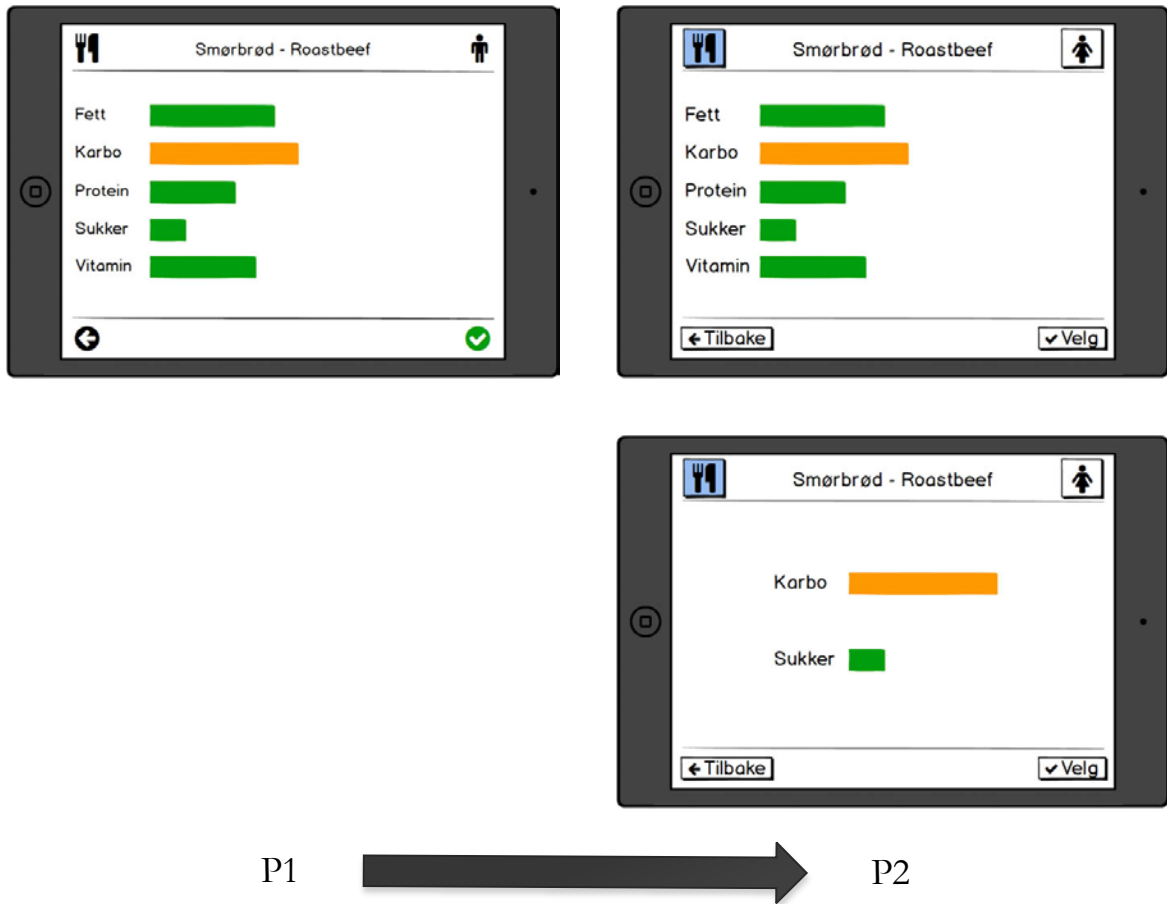 Smørbrød - Roastbeef
Fett
Karbo
Protein
Sukker
Vitamin
Smørbrød - Roastbeef
Fett
Karbo
Protein
Sukker
Vitamin
Tilbake
Velg
Smørbrød - Roastbeef
Karbo
Sukker
Tilbake
Velg
P1
P2